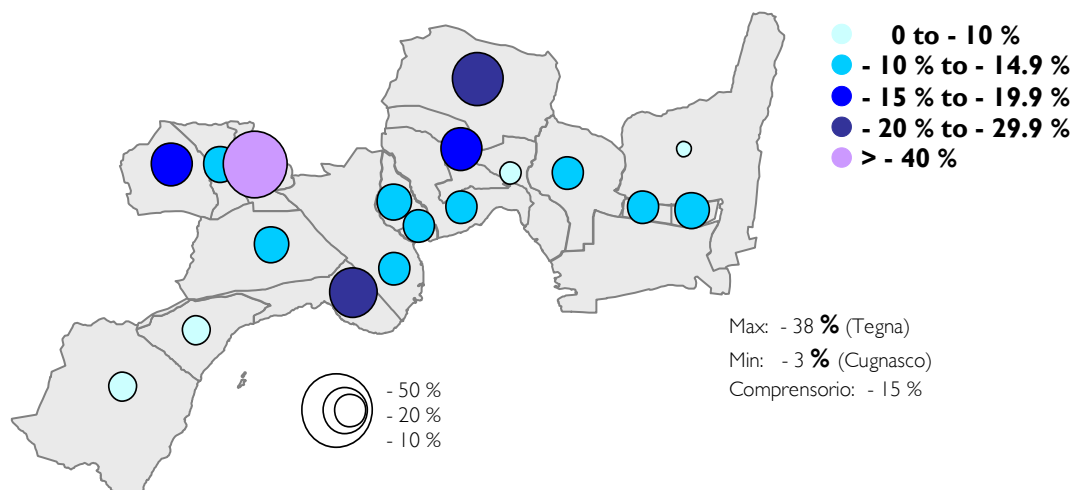 0 to - 10 %
- 10 % to - 14.9 %
- 15 % to - 19.9 %
- 20 % to - 29.9 %
> - 40 %
Max: - 38 % (Tegna)
Min: - 3 % (Cugnasco)
Comprensorio: - 15 %
- 50 %
- 20 %
- 10 %